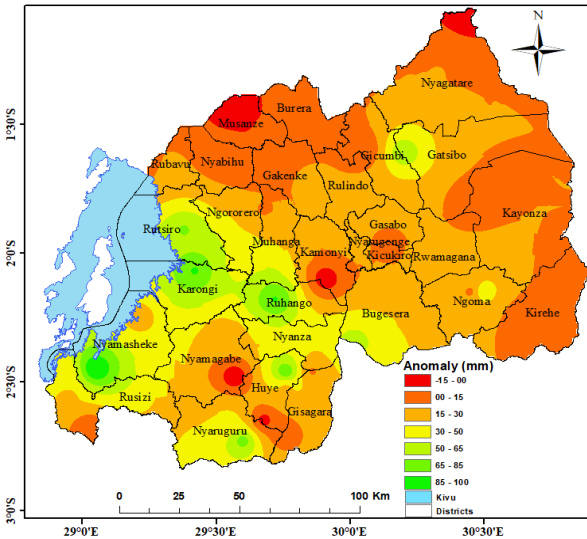 N
Nyagatare
Burera
Musanze
1°0'S
Gicumbi
Gatsibo
Rubavu
Nyabihu
Gakenke
Rulindo
Ngororero
Kayonza
Rutsiro
Gasabo
Muhanga
Nyarugenge
2°0'S
Kamonyi
Kicukiro
Rwamagana
Karongi
Ruhango
Ngoma
Bugesera
Kirehe
Nyamasheke
Nyanza
Nyamagabe
Anomaly (mm)
-15 - 00
00 - 15
2°30'S
Huye
15 - 30
Rusizi
Gisagara
30 - 50
Nyaruguru
50 - 65
65 - 85
85 - 100
0 25 50 100 Km
Kivu
Districts
3°0'S
29°0'E 29°30'E 30°0'E 30°30'E